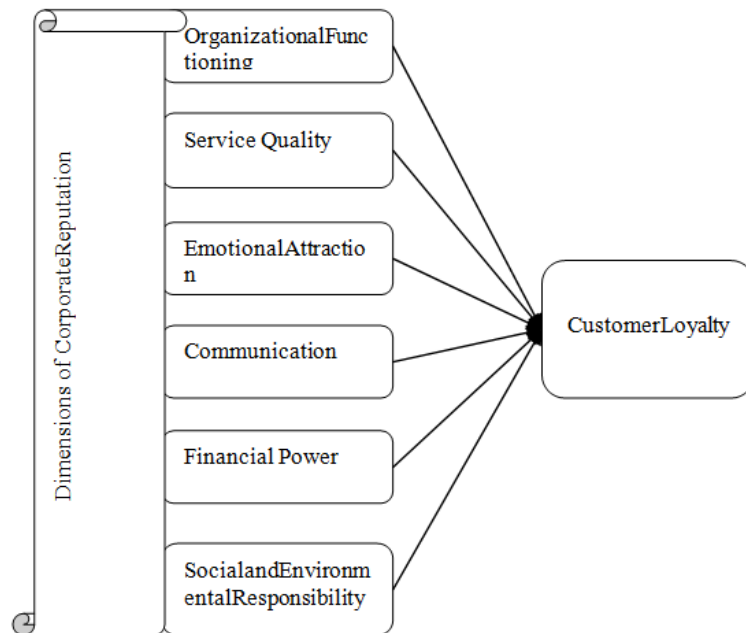 OrganizationalFunc
tioning
Service Quality
EmotionalAttractio
n
Communication
Financial Power
SocialandEnvironm
entalResponsibility
Dimensions of CorporateReputation
CustomerLoyalty